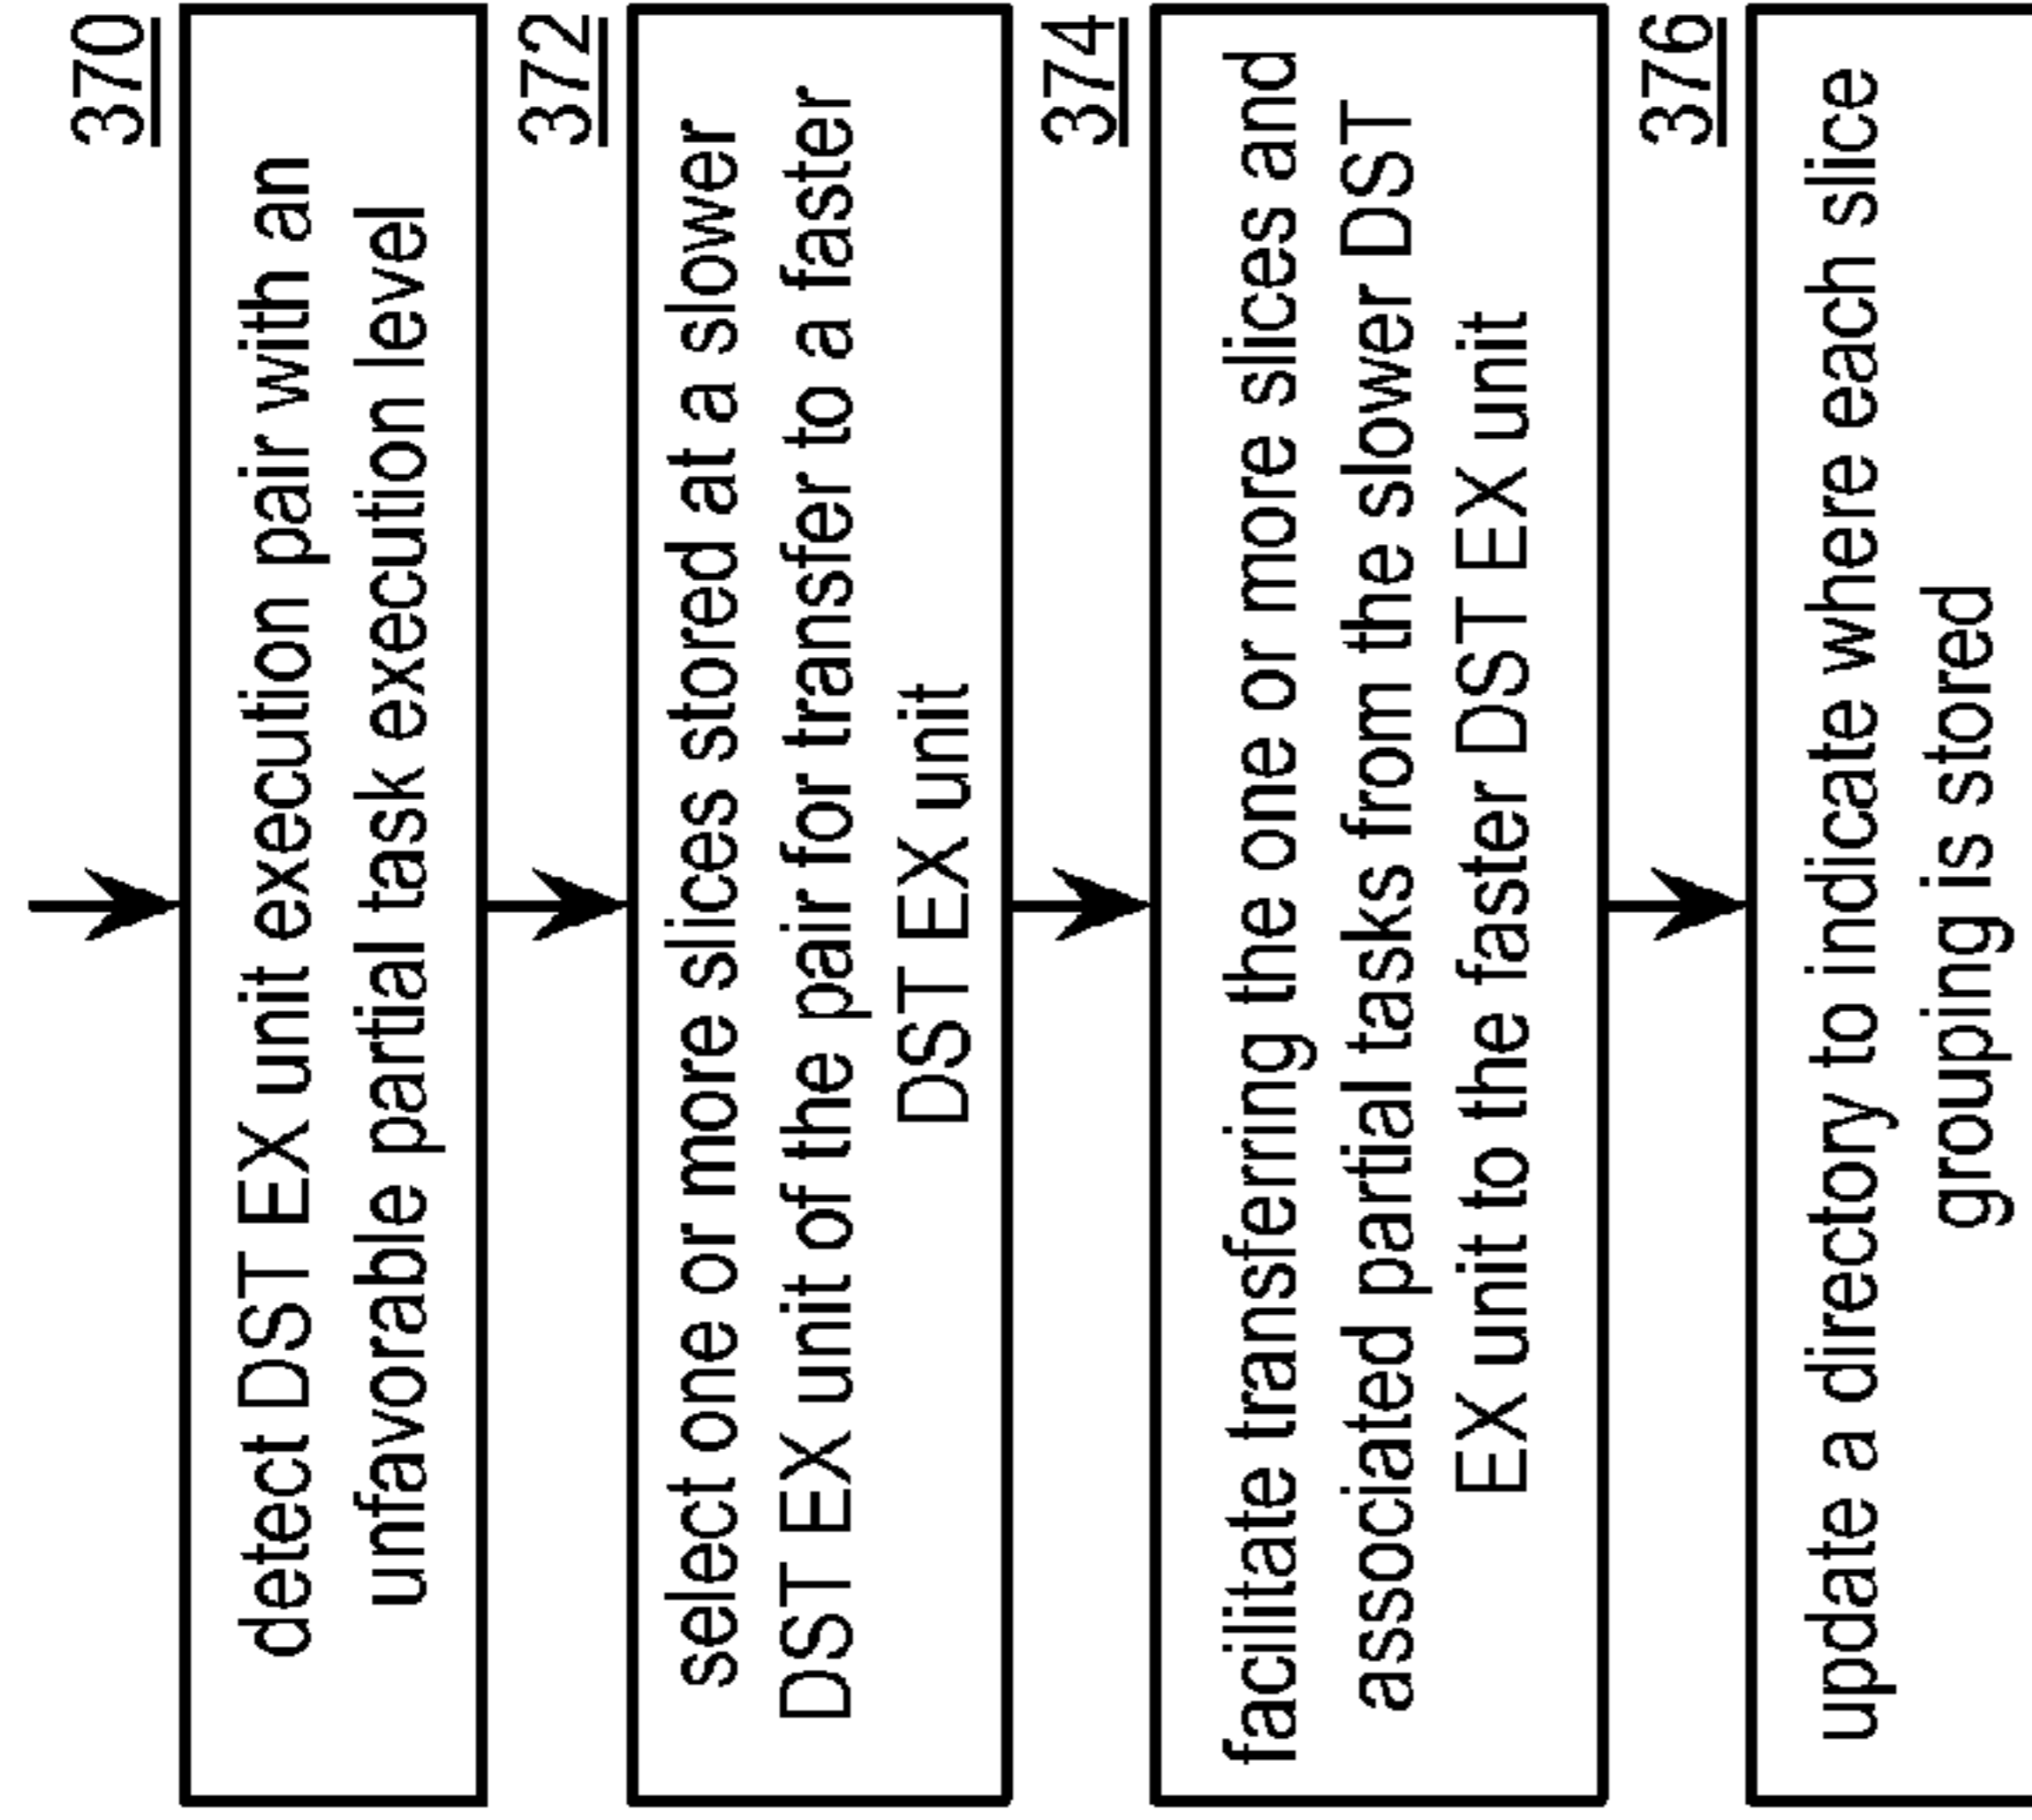 370
detect DST EX unit execution pair with an
unfavorable partial task execution level
372
select one or more slices stored at a slower
DST EX unit of the pair for transfer to a faster
DST EX unit
374
facilitate transferring the one or more slices and
associated partial tasks from the slower DST
EX unit to the faster DST EX unit
376
update a directory to indicate where each slice
grouping is stored